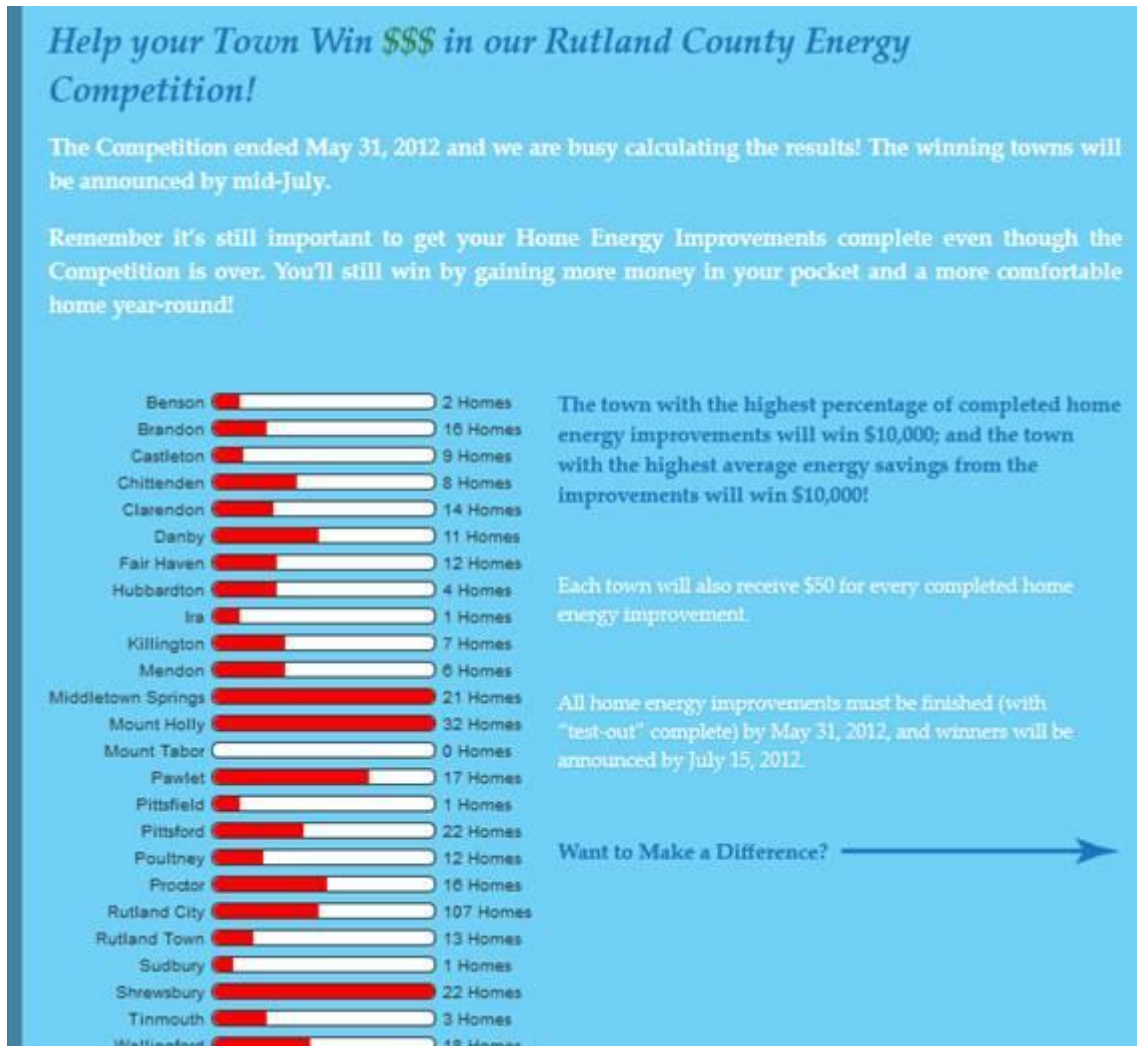 Help your Town Win $$$ in our Rutland County Energy
Competition!
The Competition ended May 31, 2012 and we are busy calculating the results! The winning towns will
be announced by mid-July.
Remember it's still important to get your Home Energy Improvements complete even though the
Competition is over. You'll still win by gaining more money in your pocket and a more comfortable
home year-round!
Benson 2 Homes
Brandon 16 Homes
Castleton 9 Homes
Chittenden 8 Homes
Clarendon 14 Homes
Danby 11 Homes
Fair Haven 12 Homes
Hubbardton 4 Homes
Ira 1 Homes
Killington 7 Homes
Mendon 6 Homes
Middletown Springs 21 Homes
Mount Holly 32 Homes
Mount Tabor 0 Homes
Pawlet 17 Homes
Pittsfield 1 Homes
Pittsford 22 Homes
Poultney 12 Homes
Proctor 16 Homes
Rutland City 107 Homes
Rutland Town 13 Homes
Sudbury 1 Homes
Shrewsbury 22 Homes
Tinmouth 3 Homes
Wallingford 18 Homes
The town with the highest percentage of completed home
energy improvements will win $10,000; and the town
with the highest average energy savings from the
improvements will win $10,000!
Each town will also receive $50 for every completed home
energy improvement.
All home energy improvements must be finished (with
"test-out" complete) by May 31, 2012, and winners will be
announced by July 15, 2012.
Want to Make a Difference?